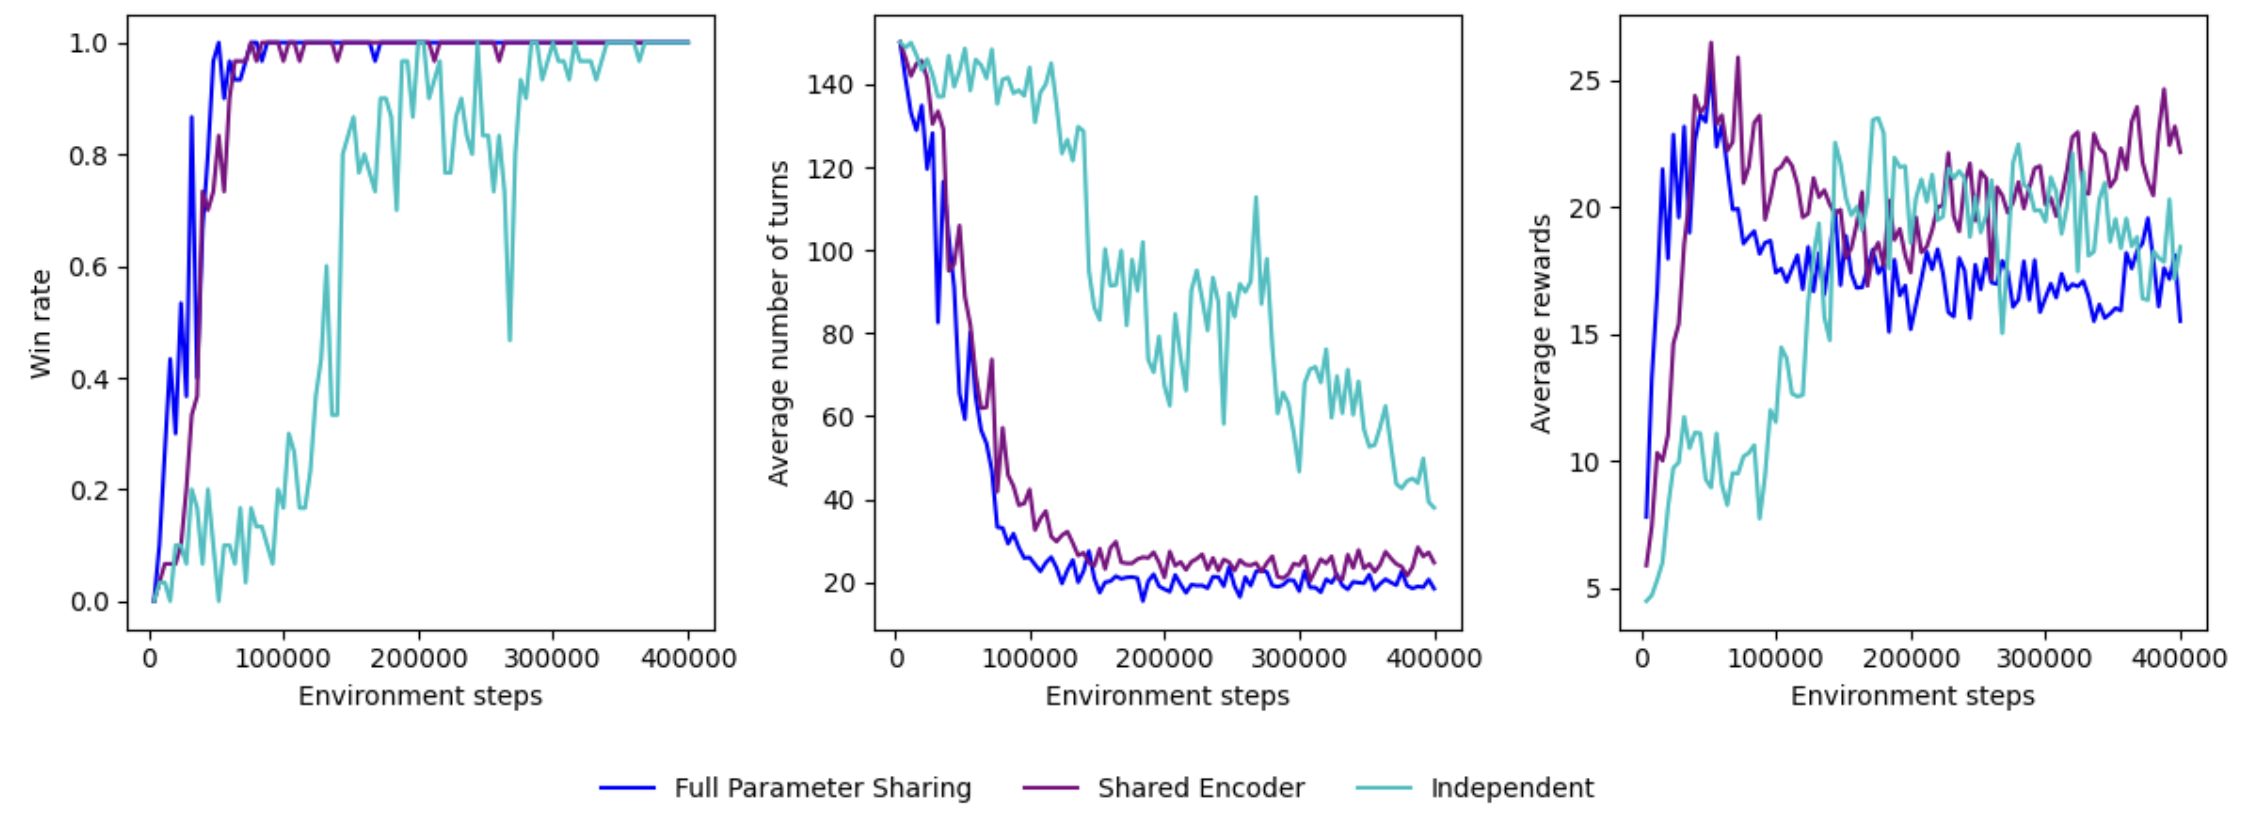 Win rate
1.0
0.8
0.6
0.4
0.2
0.0
0 100000 200000 300000 400000
Environment steps
Average number of turns
140
120
100
80
60
40
20
0 100000 200000 300000 400000
Environment steps
Average rewards
25
20
15
10
5
0 100000 200000 300000 400000
Environment steps
Full Parameter Sharing Shared Encoder Independent